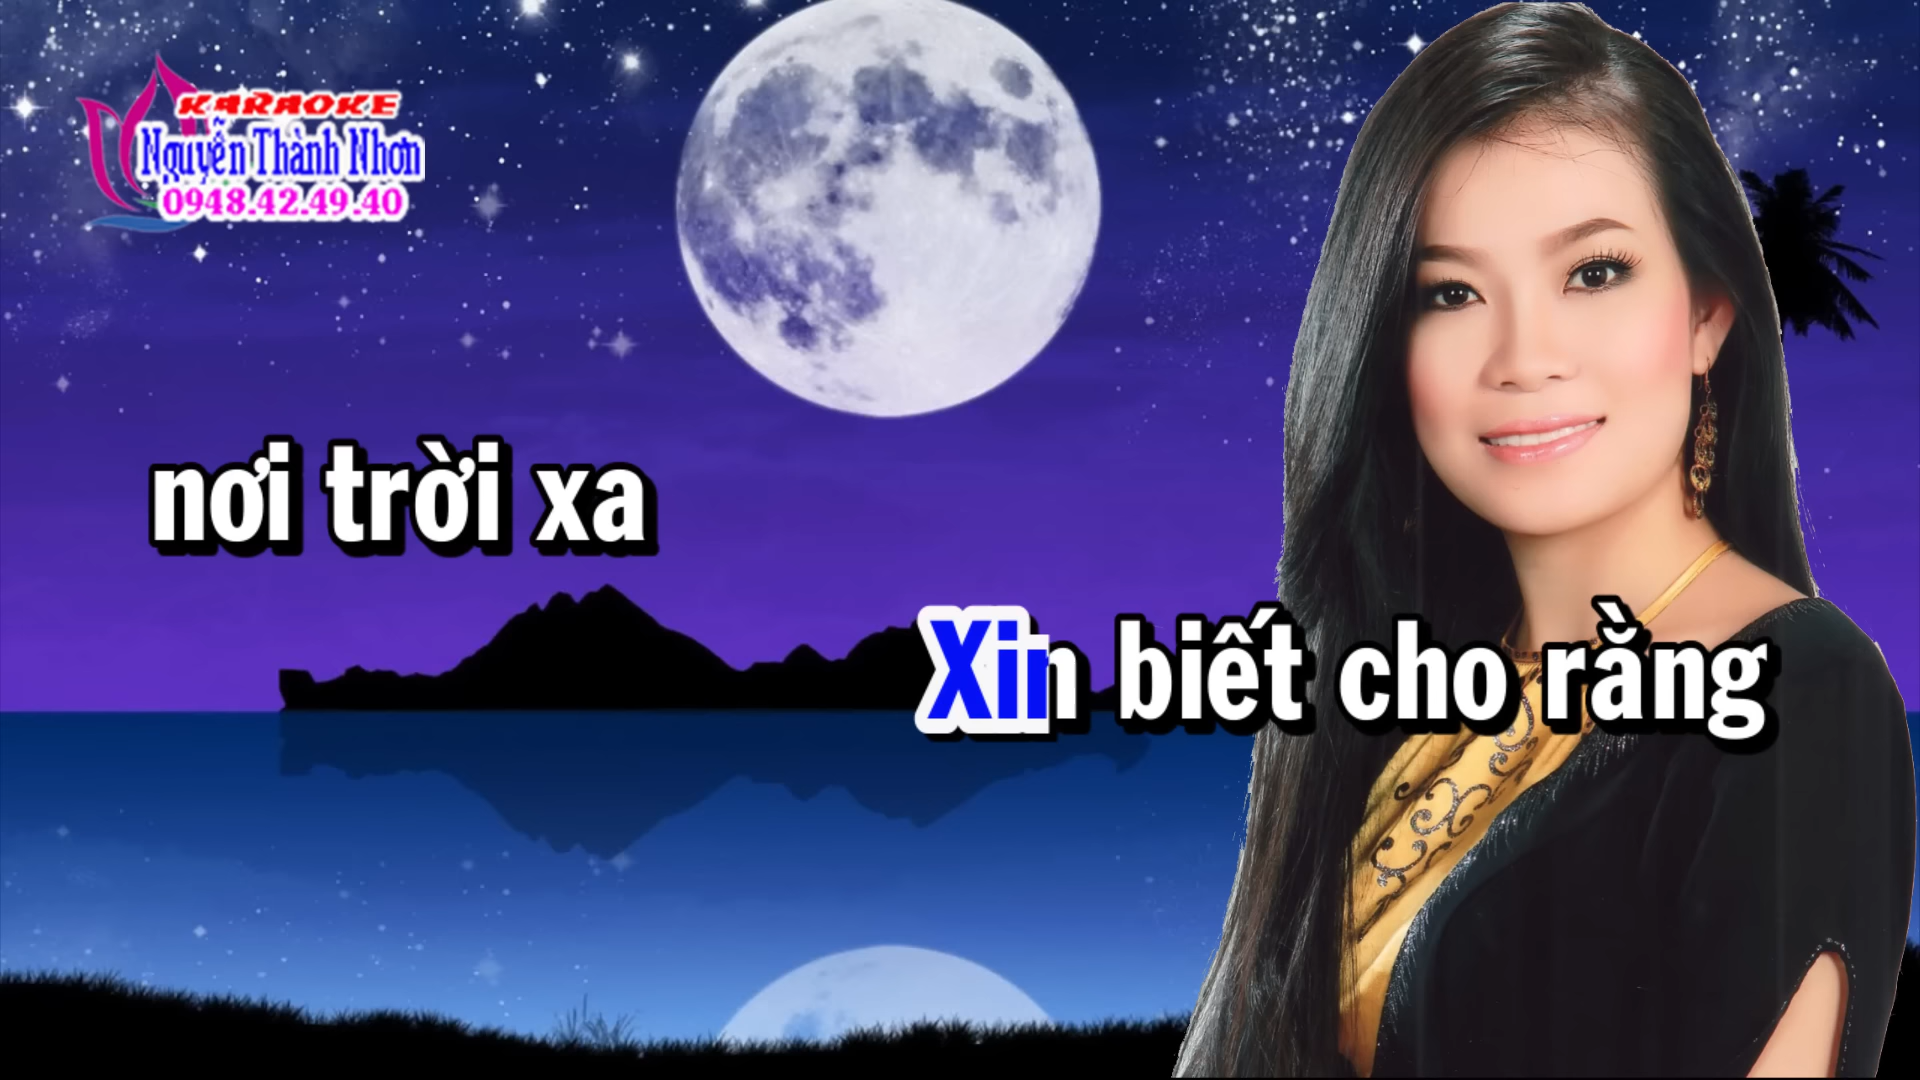 KARAOKE
Nguyễn Thành Nhơn
0948.42.49.40
nơi trời xa
Xin biết cho rằng